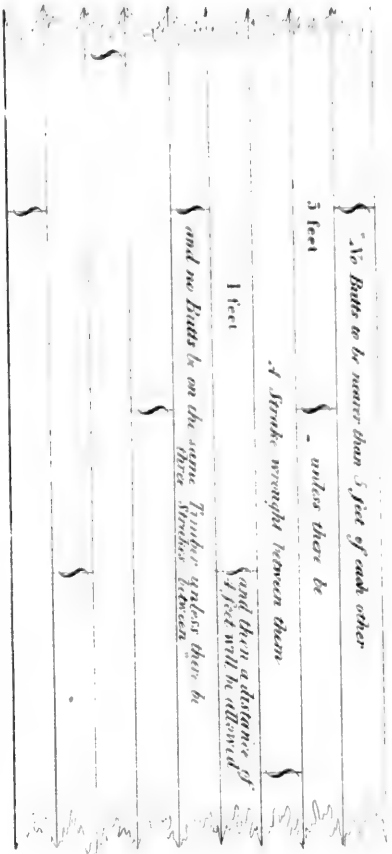 "No Butts to be nearer than 5 feet of each other
5 feet
unless there be
A Strake wrought between them
4 feet
and then a distance of
4 feet will be allowed
and no Butts be on the same Timber unless there be
three Strakes between"